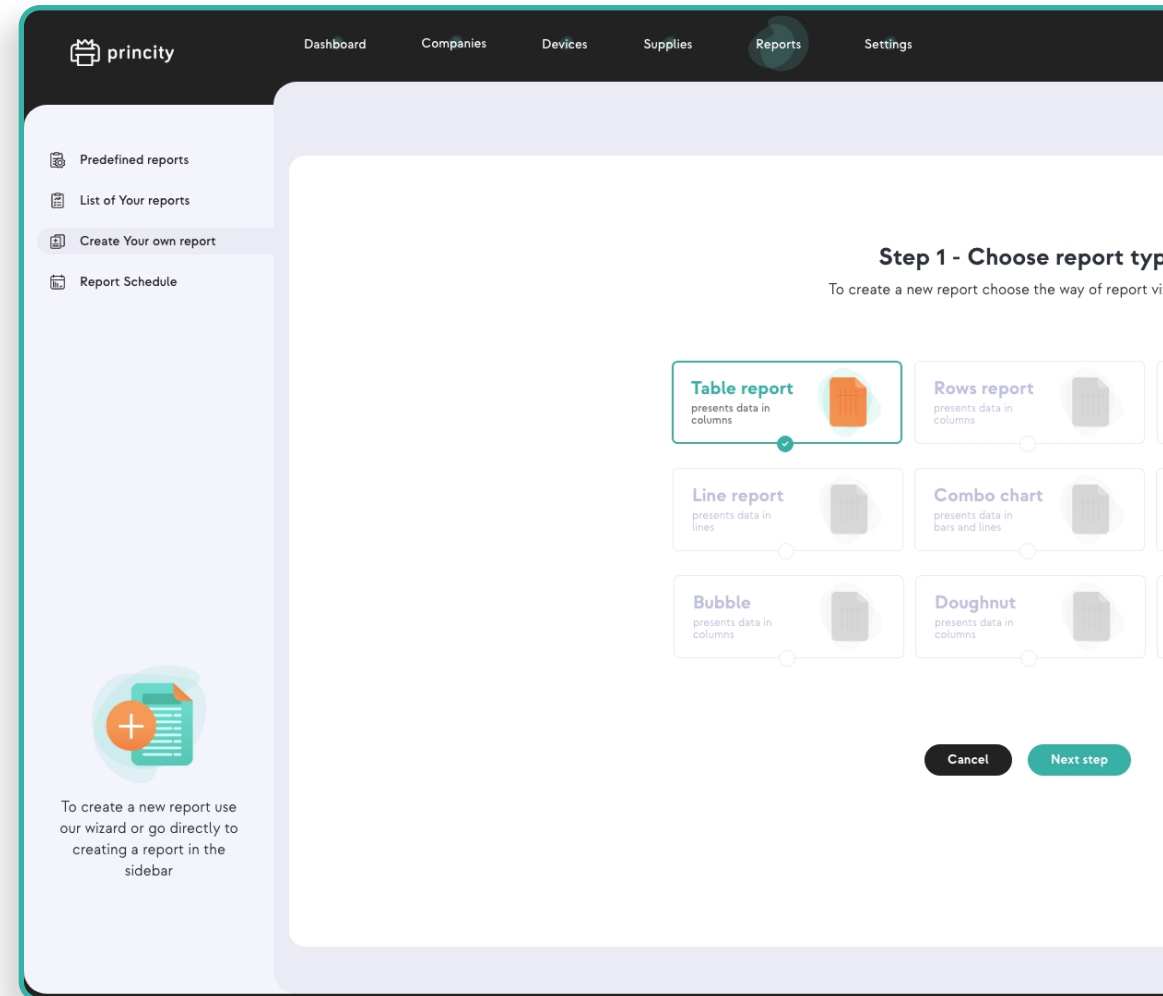 princity
Dashboard Companies Devices Supplies Reports Settings
Predefined reports
List of Your reports
Create Your own report
Report Schedule
To create a new report use
our wizard or go directly to
creating a report in the
sidebar
Step 1 - Choose report typ
To create a new report choose the way of report vi
Table report
presents data in
columns
Rows report
presents data in
columns
Line report
presents data in
lines
Combo chart
presents data in
bars and lines
Bubble
presents data in
columns
Doughnut
presents data in
columns
Cancel Next step